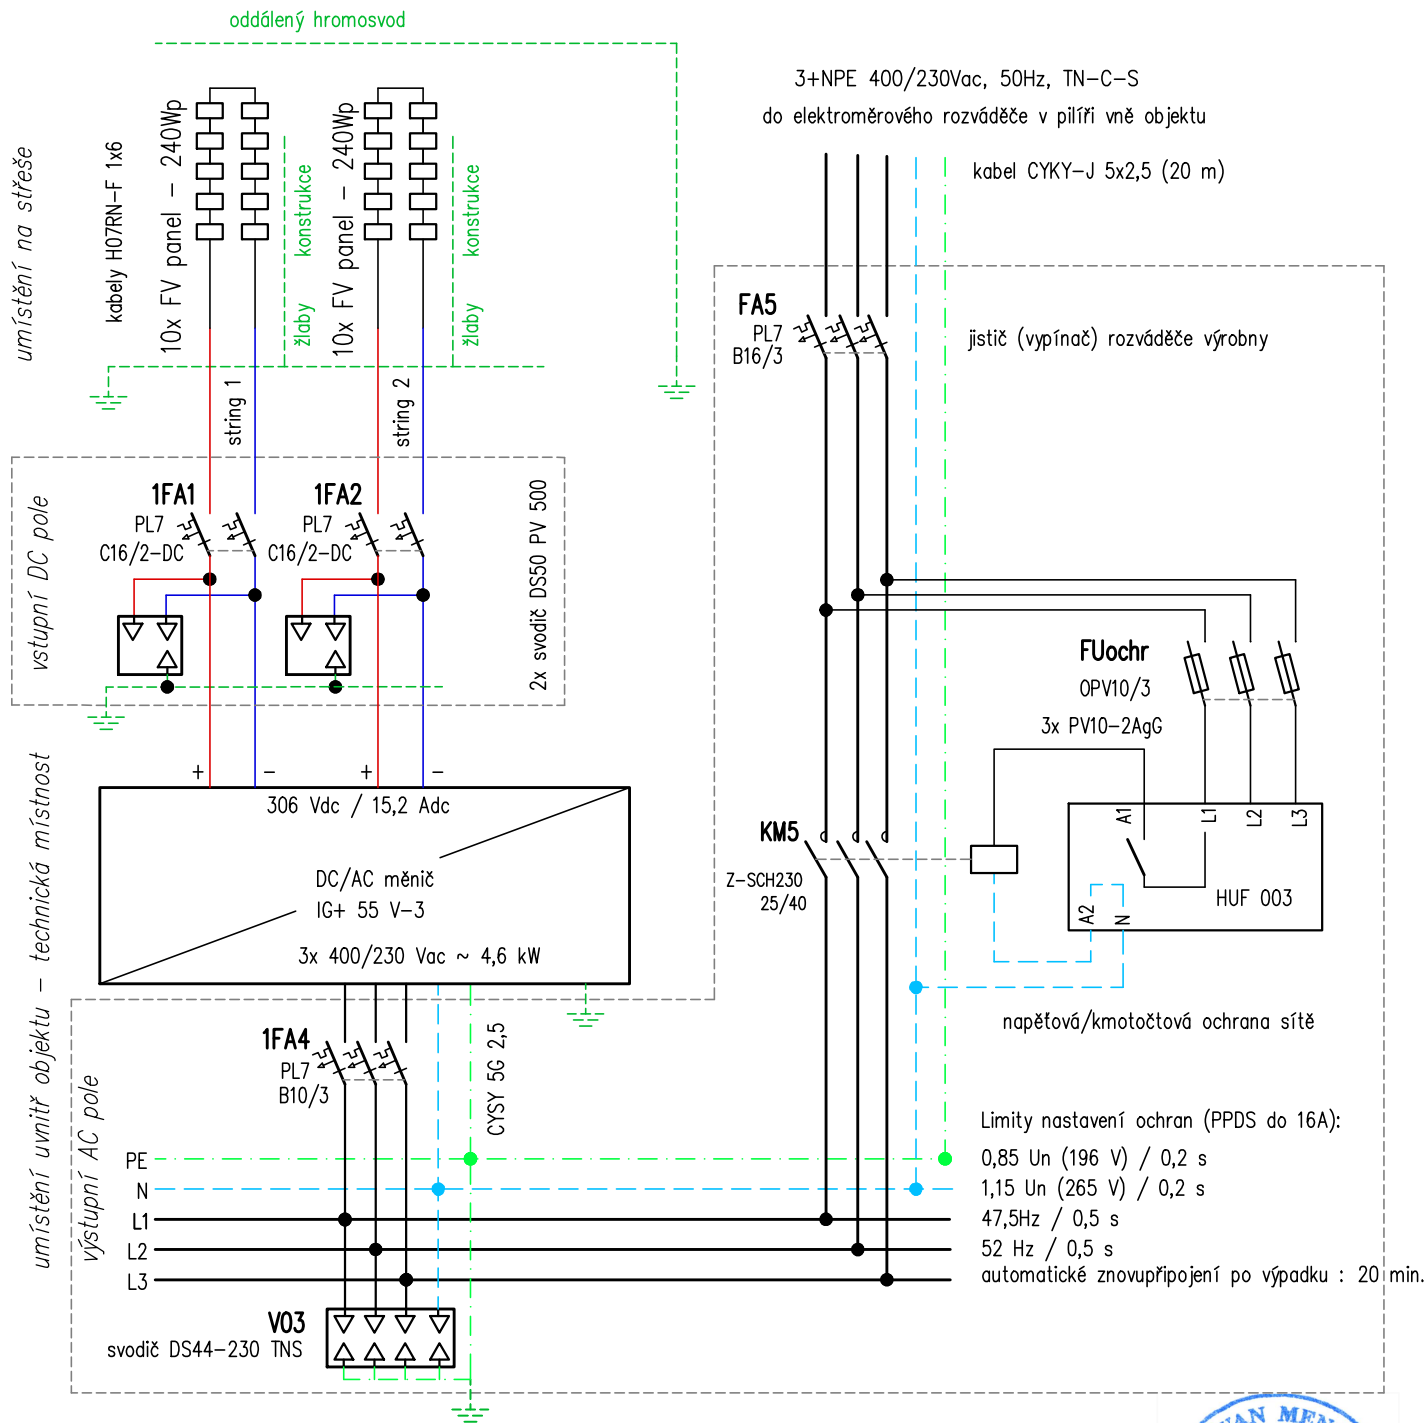 oddálený hromosvod
3+NPE 400/230Vac, 50Hz, TN-C-S
do elektroměrového rozváděče v pilíři vně objektu
kabel CYKY-J 5x2,5 (20 m)
umístění na střeše
kabely H07RN-F 1x6
10x FV panel - 240Wp
žlaby konstrukce
10x FV panel - 240Wp
žlaby konstrukce
string 1
string 2
FA5
PL7
B16/3
jistič (vypínač) rozváděče výrobny
vstupní DC pole
1FA1
PL7
C16/2-DC
1FA2
PL7
C16/2-DC
2x svodič DS50 PV 500
FUochr
OPV10/3
3x PV10-2AgG
+ -
+ -
306 Vdc / 15,2 Adc
DC/AC měnič
IG+ 55 V-3
3x 400/230 Vac ~ 4,6 kW
KM5
Z-SCH230
25/40
A1
L1
L2
L3
A2
N
HUF 003
napěťová/kmotočtová ochrana sítě
umístění uvnitř objektu - technická místnost
výstupní AC pole
1FA4
PL7
B10/3
CYSY 5G 2,5
PE
N
L1
L2
L3
Limity nastavení ochran (PPDS do 16A):
0,85 Un (196 V) / 0,2 s
1,15 Un (265 V) / 0,2 s
47,5Hz / 0,5 s
52 Hz / 0,5 s
automatické znovupřipojení po výpadku : 20 min.
V03
svodič DS44-230 TNS